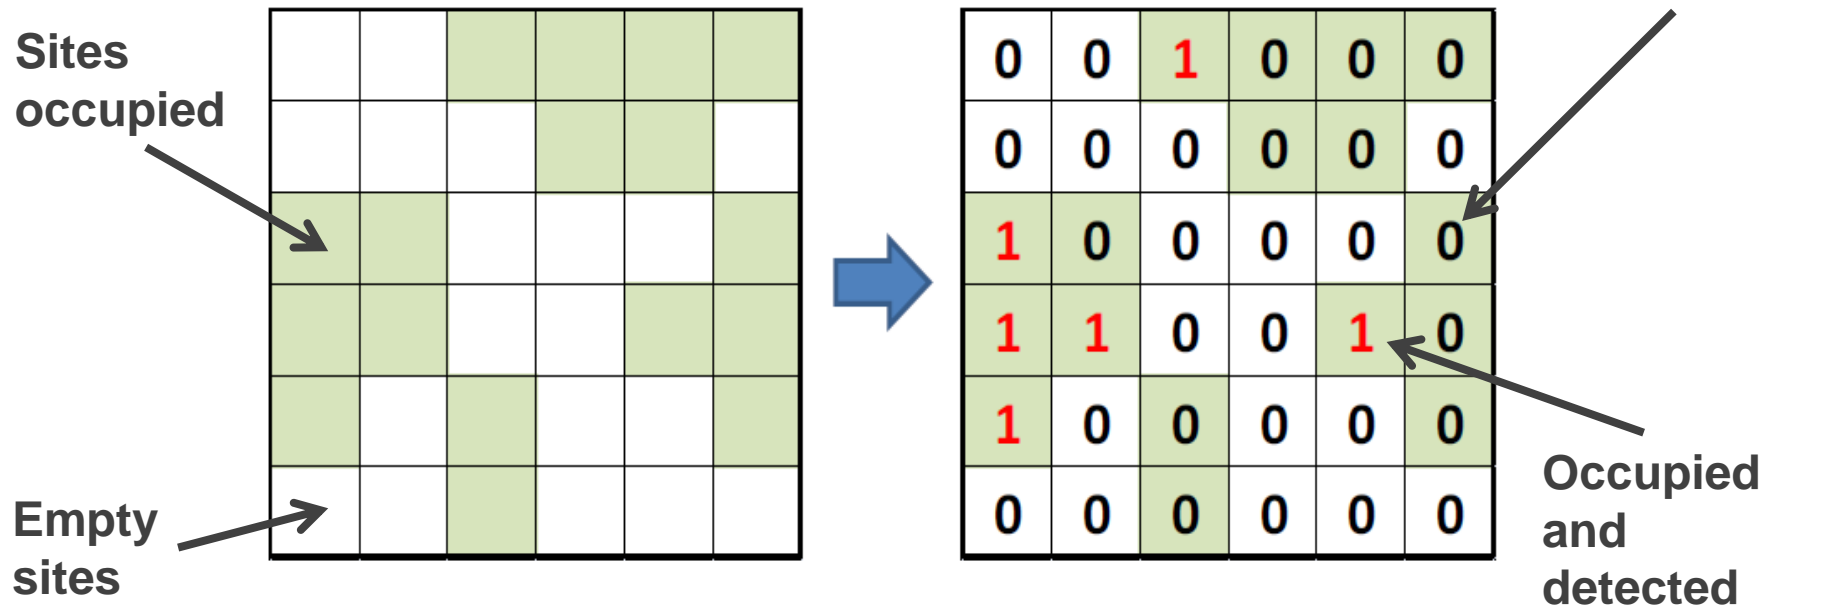 Sites
occupied
Empty
sites
0 0 1 0 0 0
0 0 0 0 0 0
1 0 0 0 0 0
1 1 0 0 1 0
1 0 0 0 0 0
0 0 0 0 0 0
Occupied
and
detected